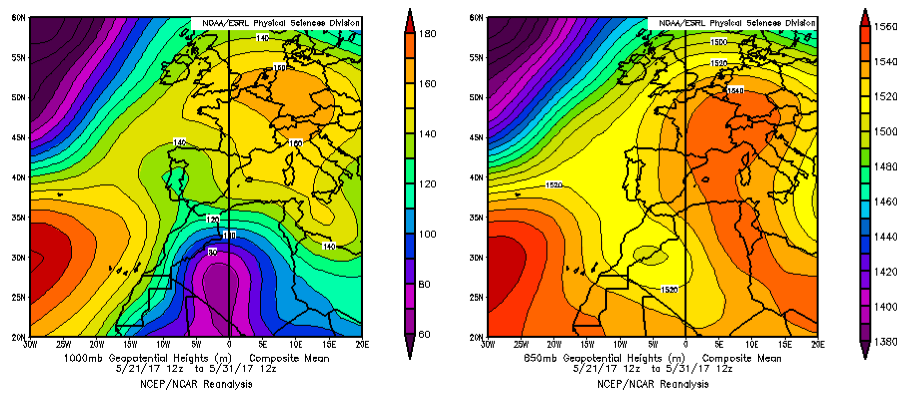 NOAA/ESRL Physical Sciences Division
60N
55N
50N
45N
40N
35N
30N
25N
20N
140
160
140
160
120
100
80
140
30W 25W 20W 15W 10W 5W 0 5E 10E 15E 20E
180
160
140
120
100
80
60
1000mb Geopotential Heights (m) Composite Mean
5/21/17 12z to 5/31/17 12z
NCEP/NCAR Reanalysis
NOAA/ESRL Physical Sciences Division
60N
55N
50N
45N
40N
35N
30N
25N
20N
1500
1520
1540
1520
1520
30W 25W 20W 15W 10W 5W 0 5E 10E 15E 20E
1560
1540
1520
1500
1480
1460
1440
1420
1400
1380
850mb Geopotential Heights (m) Composite Mean
5/21/17 12z to 5/31/17 12z
NCEP/NCAR Reanalysis